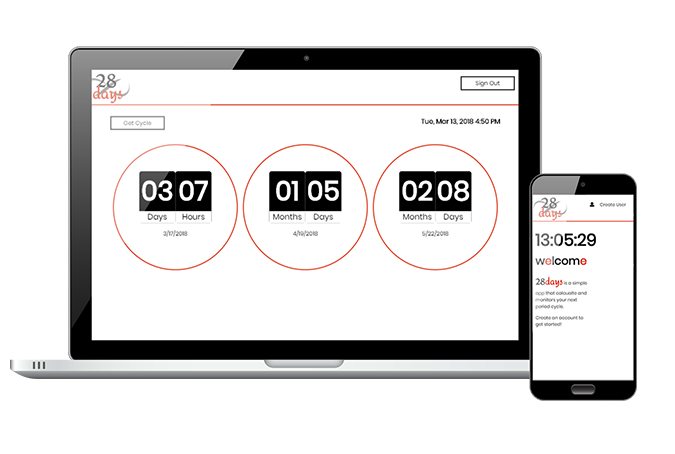 28
days
Sign Out
Get Cycle
Tue, Mar 13, 2018 4:50 PM
03 07
Days Hours
3/17/2018
01 05
Months Days
4/19/2018
02 08
Months Days
5/22/2018
28
days
Create User
13:05:29
welcome
28days is a simple
app that calculate and
monitors your next
period cycle.
Create an account to
get started!